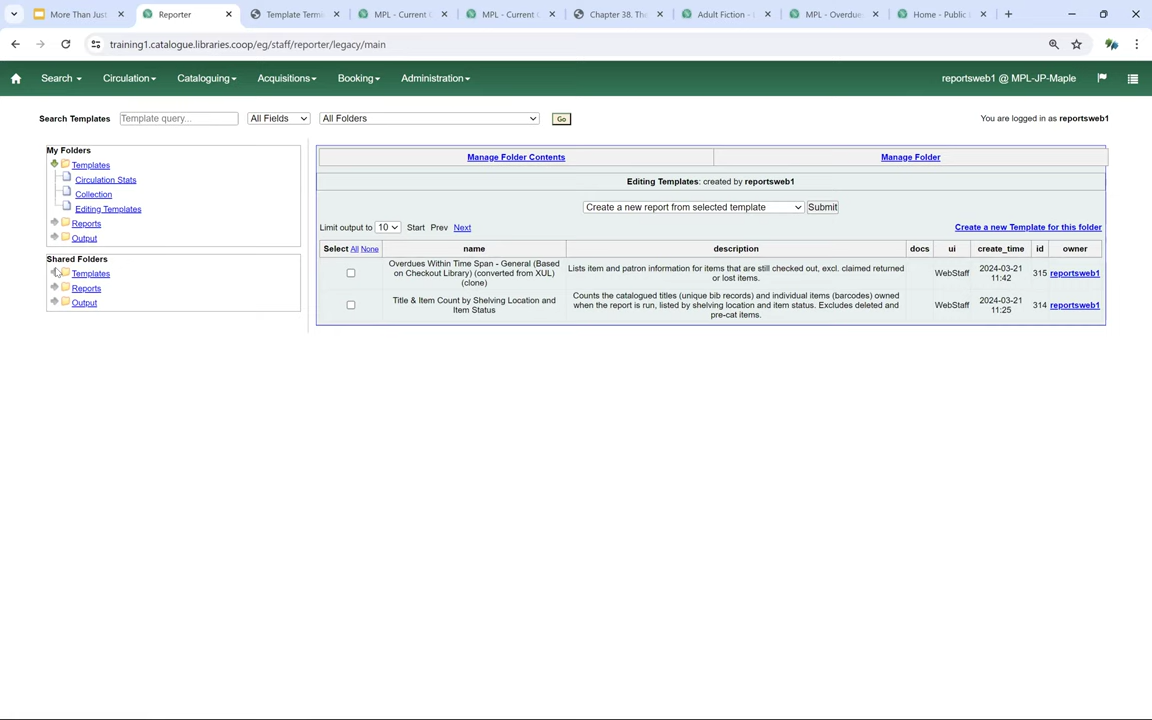 More Than Just
Reporter
Template Termi
MPL - Current C
MPL - Current C
Chapter 38. The
Adult Fiction -
MPL - Overdue
Home - Public L
training1.catalogue.libraries.coop/eg/staff/reporter/legacy/main
Search Circulation Cataloguing Acquisitions Booking Administration reportsweb1 @ MPL-JP-Maple
Search Templates Template query... All Fields All Folders Go You are logged in as reportsweb1
My Folders
Templates
Circulation Stats
Collection
Editing Templates
Reports
Output
Shared Folders
Templates
Reports
Output
Manage Folder Contents Manage Folder
Editing Templates: created by reportsweb1
Create a new report from selected template Submit
Limit output to 10 Start Prev Next Create a new Template for this folder
Select All None name description docs ui create_time id owner
Overdues Within Time Span - General (Based
on Checkout Library) (converted from XUL)
(clone)
Lists item and patron information for items that are still checked out, excl. claimed returned
or lost items.
WebStaff
2024-03-21
11:42
315 reportsweb1
Title & Item Count by Shelving Location and
Item Status
Counts the catalogued titles (unique bib records) and individual items (barcodes) owned
when the report is run, listed by shelving location and item status. Excludes deleted and
pre-cat items.
WebStaff
2024-03-21
11:25
314 reportsweb1